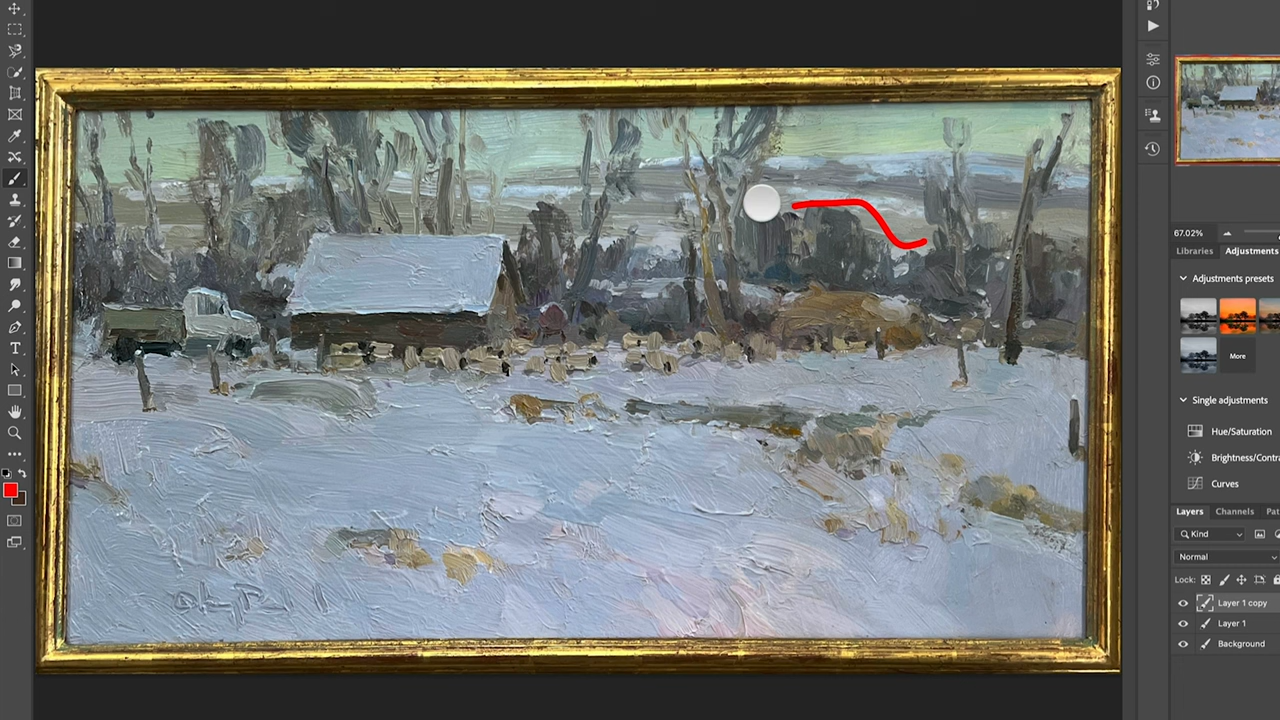 67.02%
Libraries Adjustments
Adjustments presets
More
Single adjustments
Hue/Saturation
Brightness/Contra
Curves
Layers Channels Pat
Kind
Normal
Lock:
Layer 1 copy
Layer 1
Background